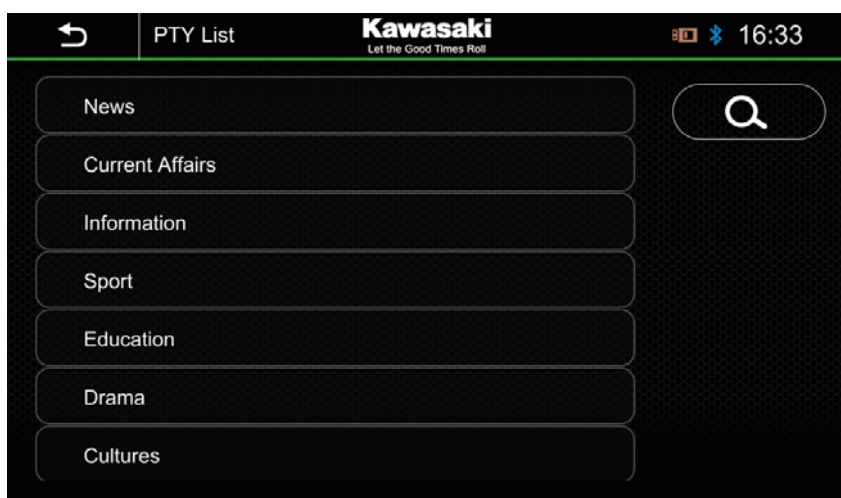 PTY List
Kawasaki
Let the Good Times Roll
16:33
News
Current Affairs
Information
Sport
Education
Drama
Cultures